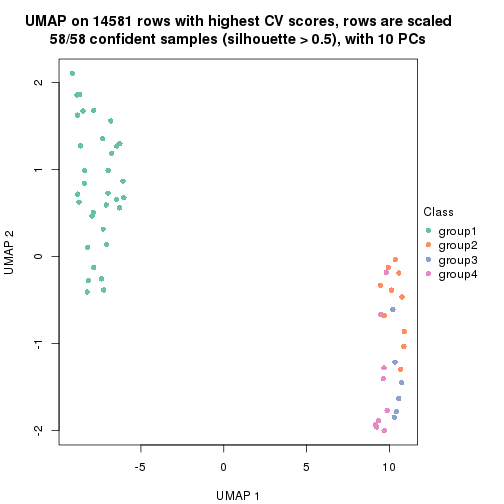 UMAP on 14581 rows with highest CV scores, rows are scaled
58/58 confident samples (silhouette > 0.5), with 10 PCs
2
1
0
-1
-2
UMAP 2
-5
0
5
10
UMAP 1
Class
group1
group2
group3
group4